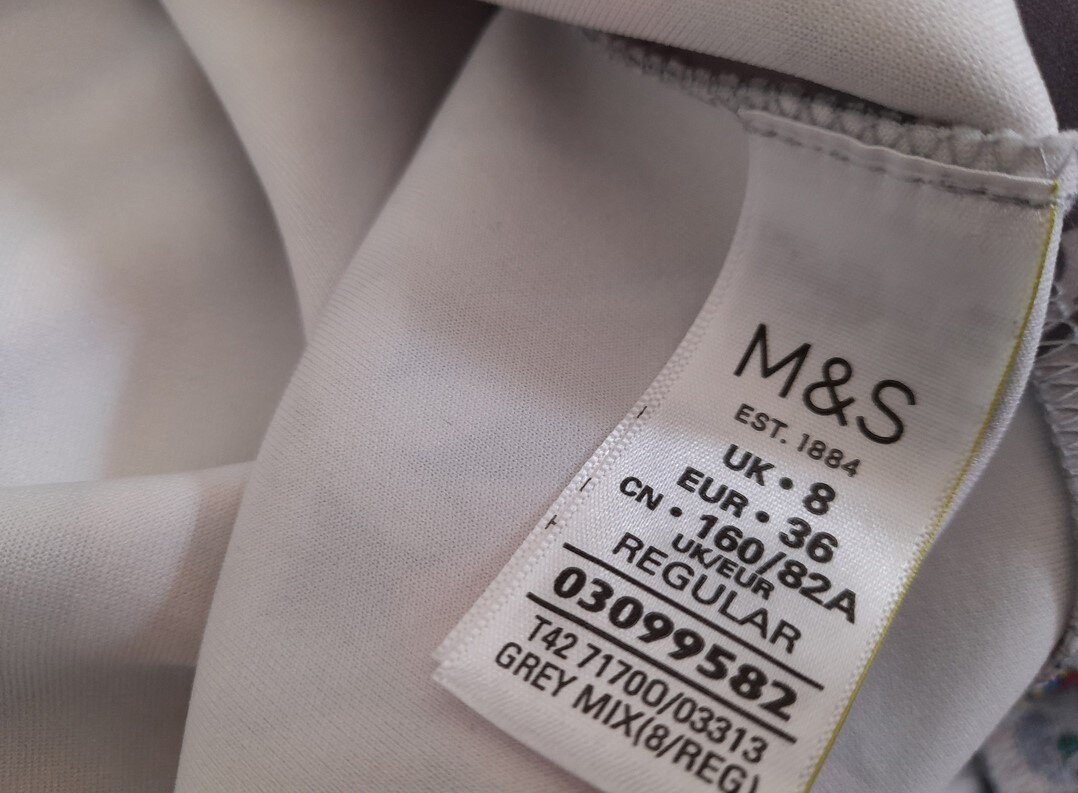 M&S
EST. 1884
UK • 8
EUR • 36
CN • 160/82A
UK/EUR
REGULAR
03099582
T42 7170O/03313
GREY MIX(8/REG)